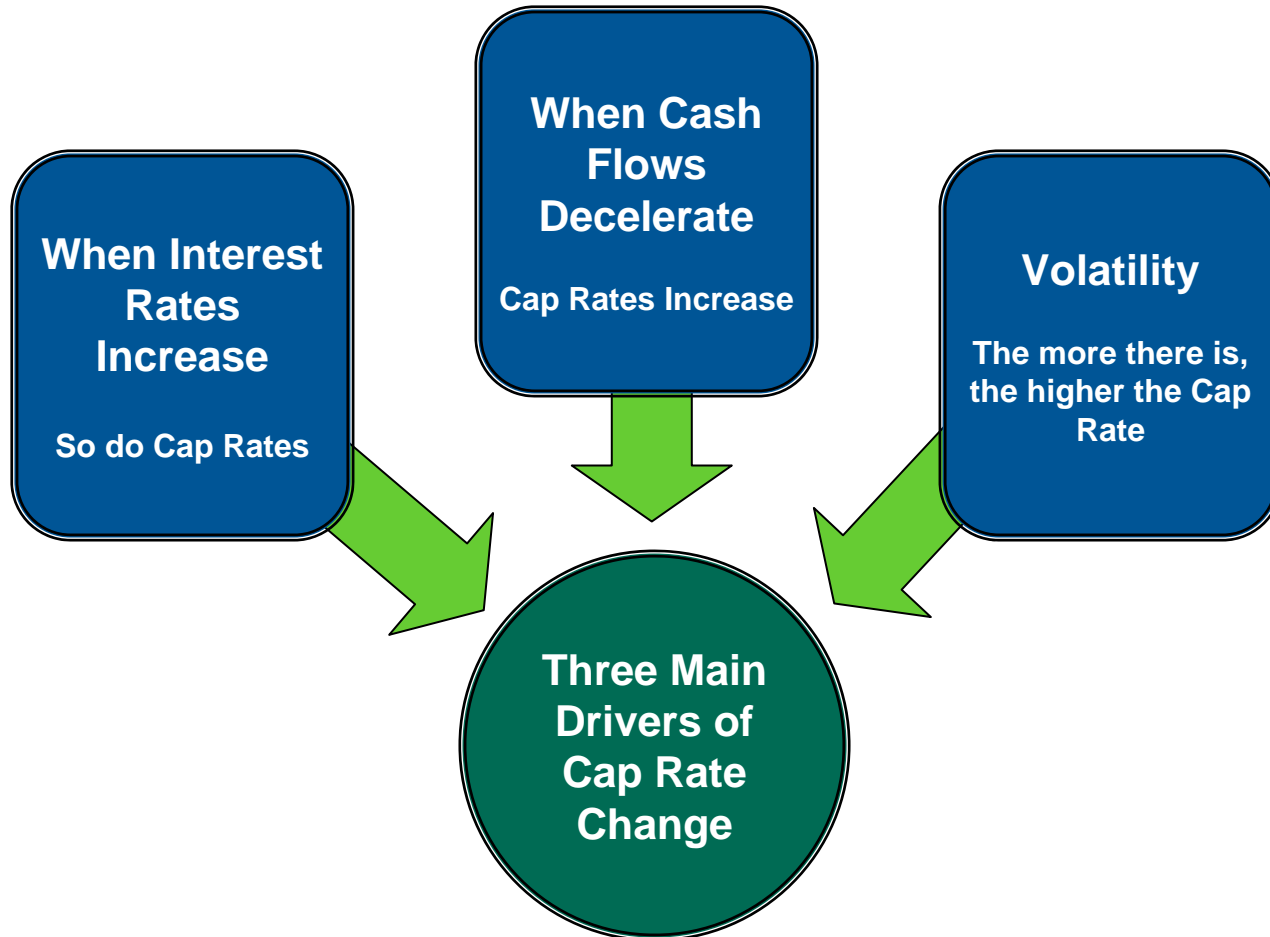 When Interest
Rates
Increase
So do Cap Rates
When Cash
Flows
Decelerate
Cap Rates Increase
Volatility
The more there is,
the higher the Cap
Rate
Three Main
Drivers of
Cap Rate
Change